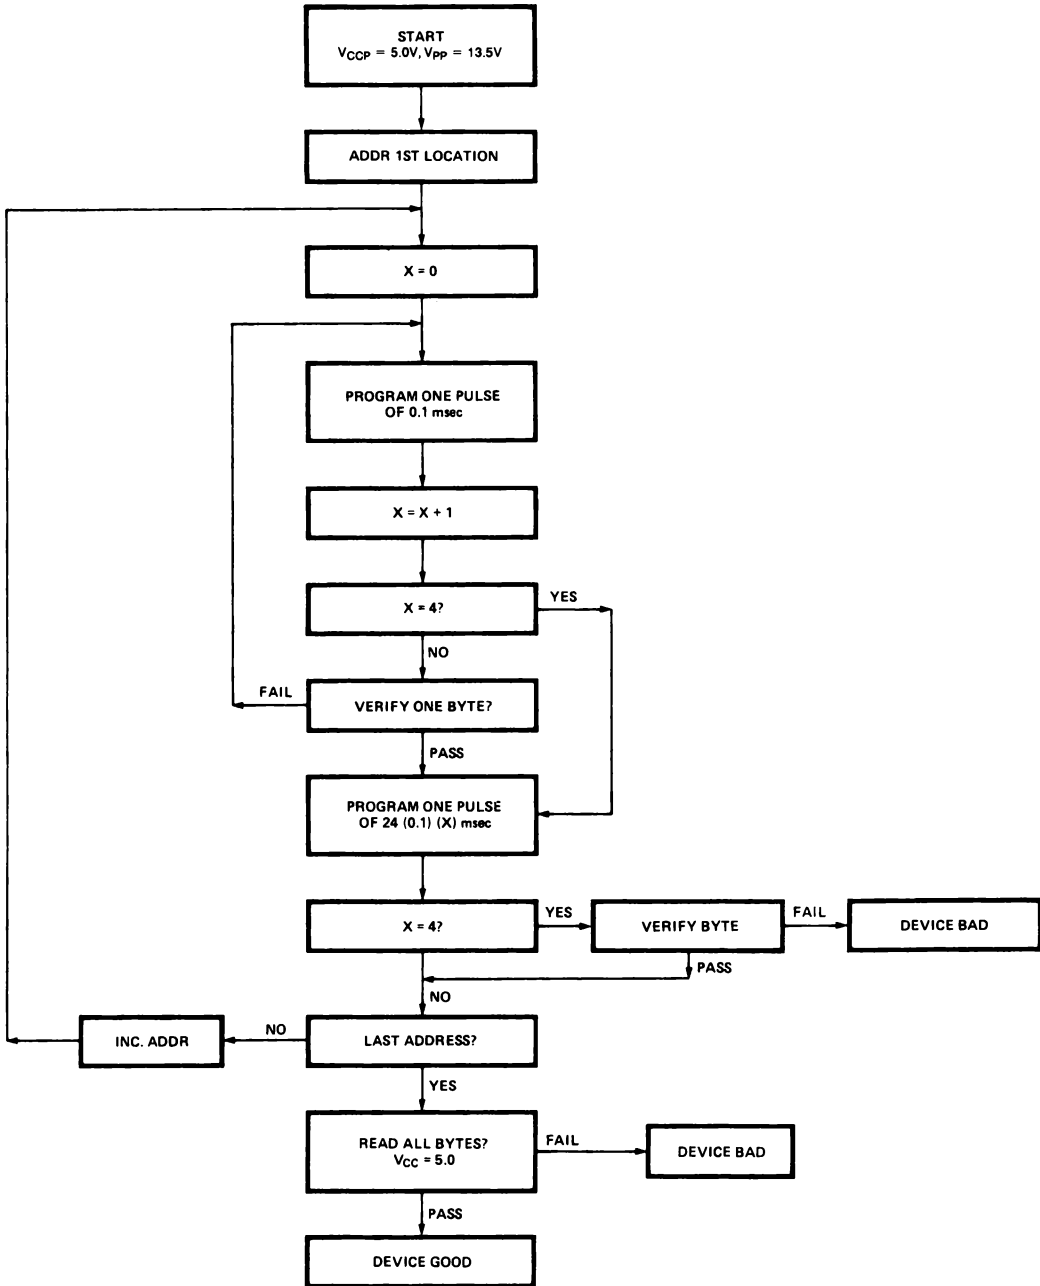 START
VCCP = 5.0V, VPP = 13.5V
ADDR 1ST LOCATION
X = 0
PROGRAM ONE PULSE
OF 0.1 msec
X = X + 1
X = 4?
YES
NO
VERIFY ONE BYTE?
FAIL
PASS
PROGRAM ONE PULSE
OF 24 (0.1) (X) msec
X = 4?
YES
VERIFY BYTE
FAIL
DEVICE BAD
PASS
NO
LAST ADDRESS?
NO
INC. ADDR
YES
READ ALL BYTES?
VCC = 5.0
FAIL
DEVICE BAD
PASS
DEVICE GOOD